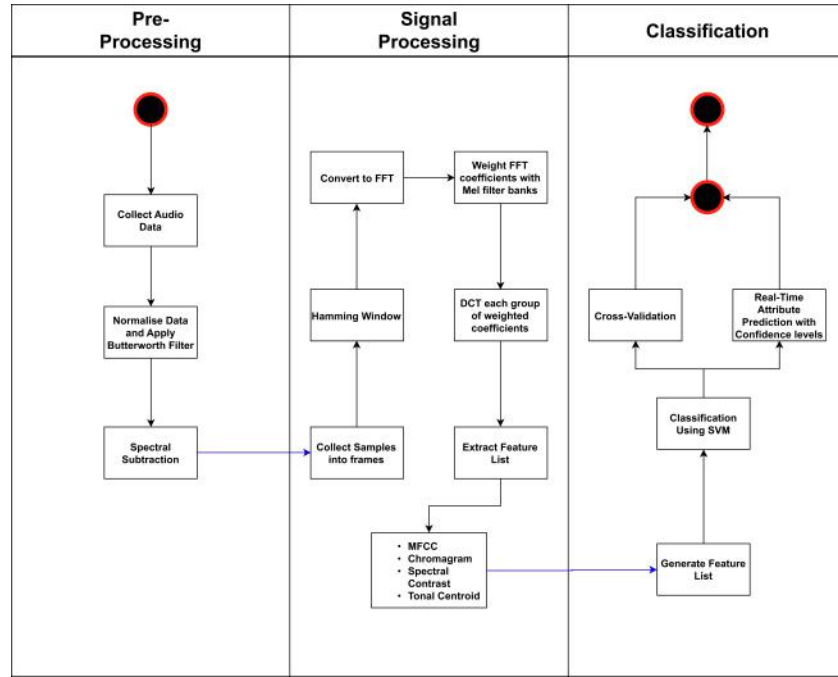 Pre-
Processing
Signal
Processing
Classification
Collect Audio
Data
Normalise Data
and Apply
Butterworth Filter
Spectral
Subtraction
Convert to FFT
Weight FFT
coefficients with
Mel filter banks
Hamming Window
DCT each group
of weighted
coefficients
Collect Samples
into frames
Extract Feature
List
• MFCC
• Chromagram
• Spectral
Contrast
• Tonal Centroid
Cross-Validation
Real-Time
Attribute
Prediction with
Confidence levels
Classification
Using SVM
Generate Feature
List